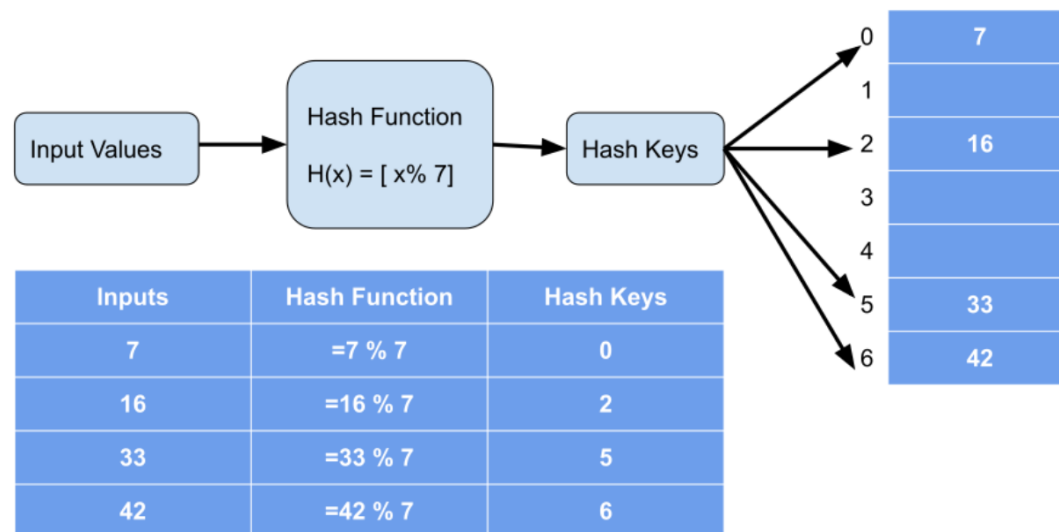 Input Values
Hash Function
H(x) = [ x% 7]
Hash Keys
0 7
1
2 16
3
4
5 33
6 42
Inputs Hash Function Hash Keys
7 =7 % 7 0
16 =16 % 7 2
33 =33 % 7 5
42 =42 % 7 6